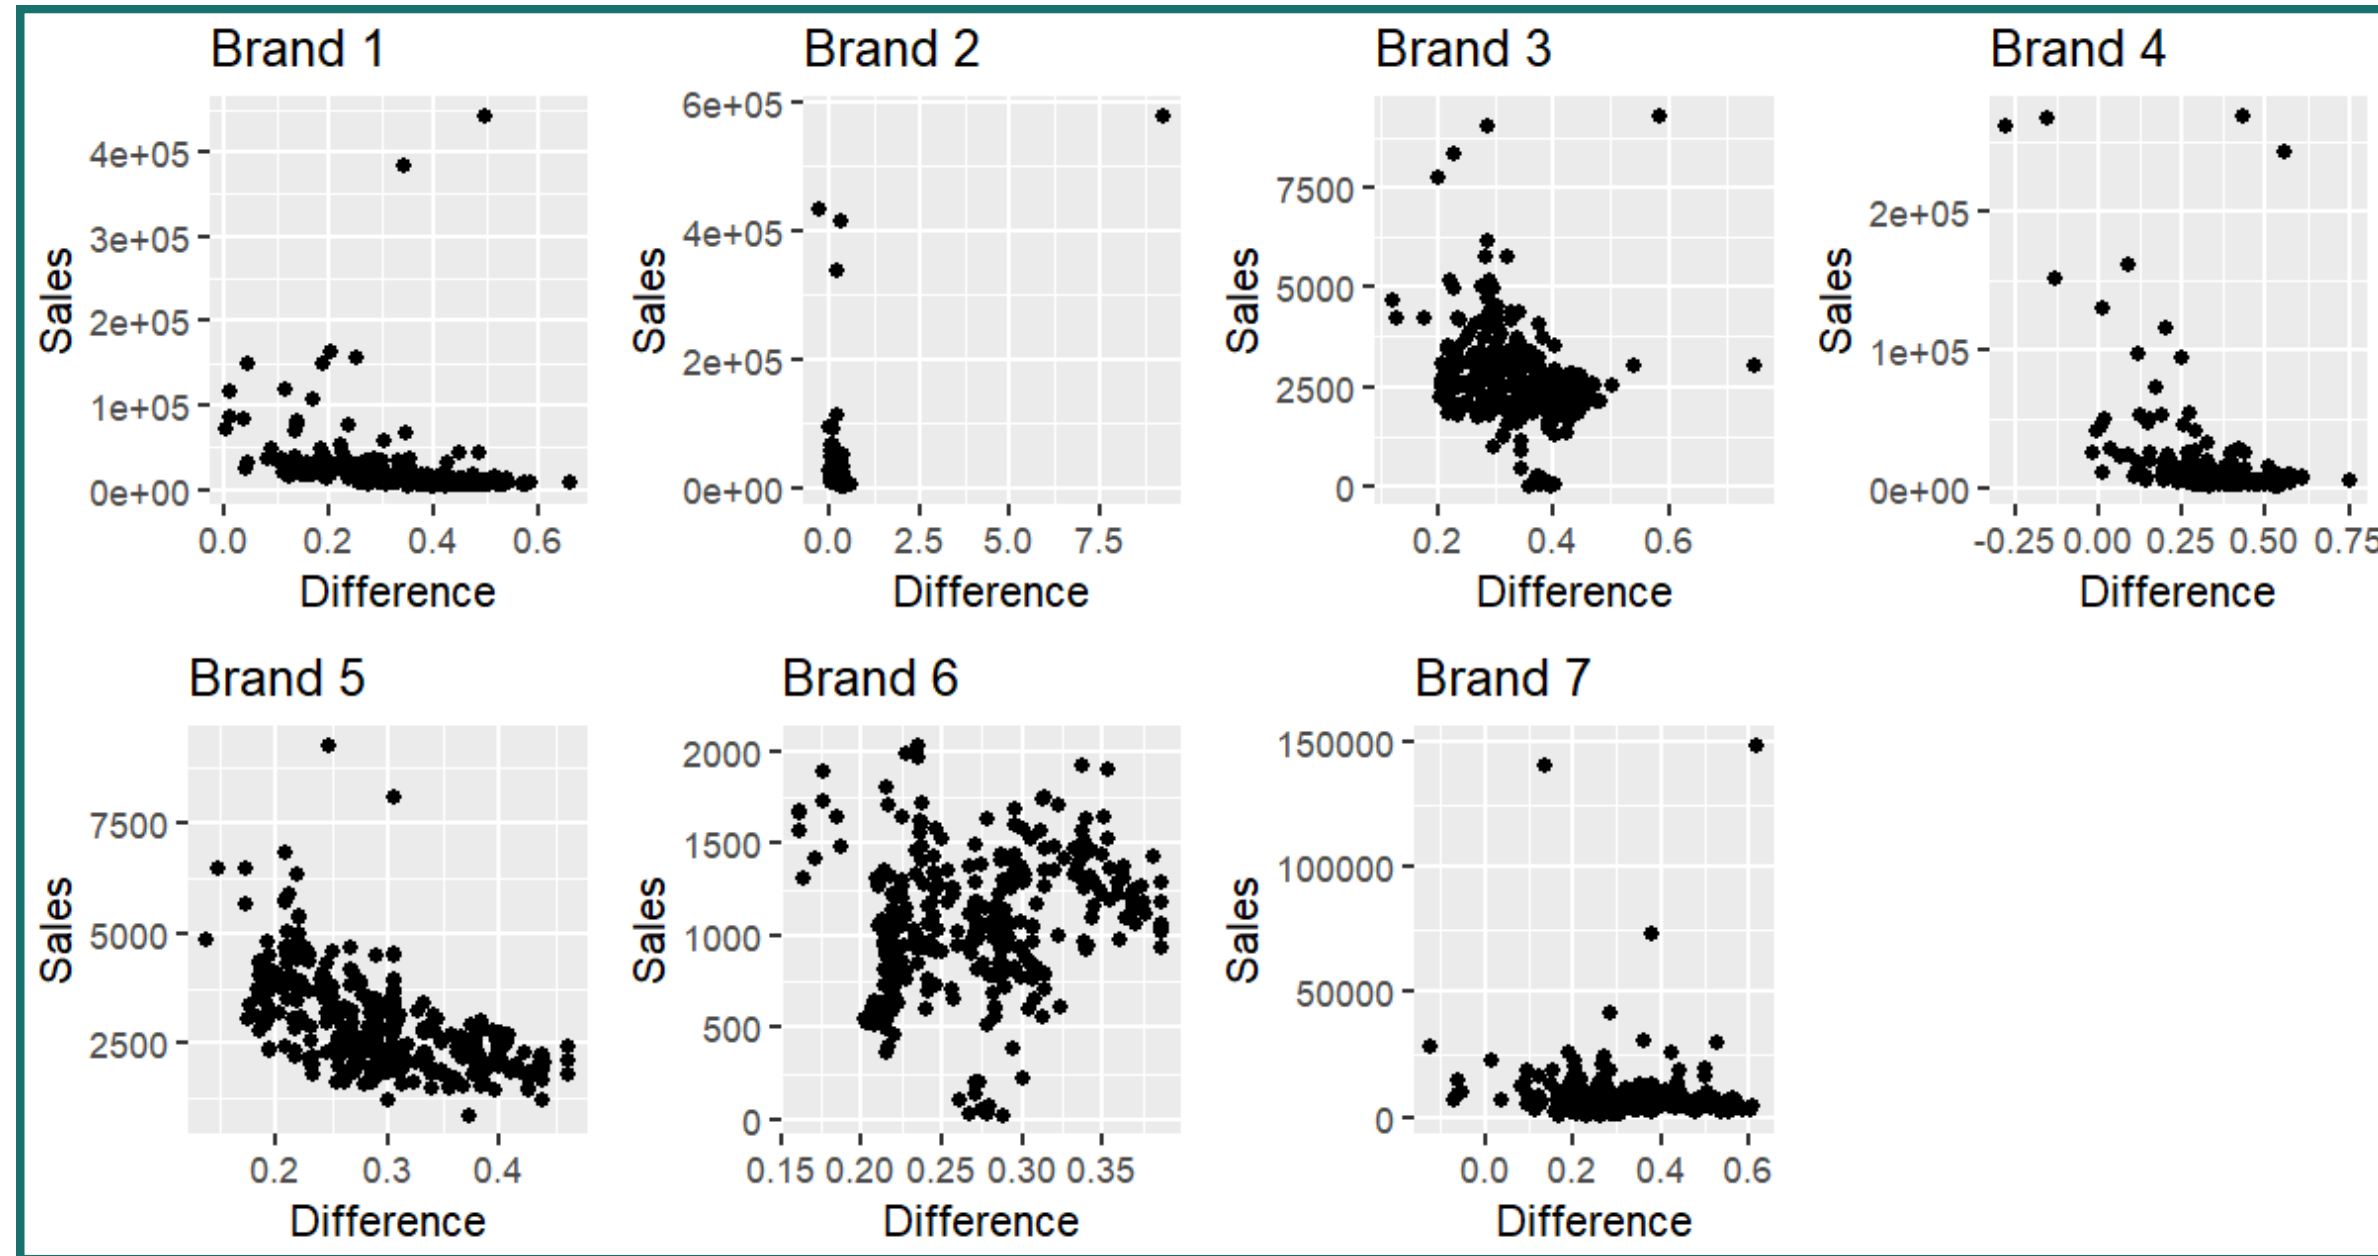 Brand 1
Sales
4e+05
3e+05
2e+05
1e+05
0e+00
0.0 0.2 0.4 0.6
Difference
Brand 2
Sales
6e+05
4e+05
2e+05
0e+00
0.0 2.5 5.0 7.5
Difference
Brand 3
Sales
7500
5000
2500
0
0.2 0.4 0.6
Difference
Brand 4
Sales
2e+05
1e+05
0e+00
-0.25 0.00 0.25 0.50 0.75
Difference
Brand 5
Sales
7500
5000
2500
0.2 0.3 0.4
Difference
Brand 6
Sales
2000
1500
1000
500
0
0.15 0.20 0.25 0.30 0.35
Difference
Brand 7
Sales
150000
100000
50000
0
0.0 0.2 0.4 0.6
Difference